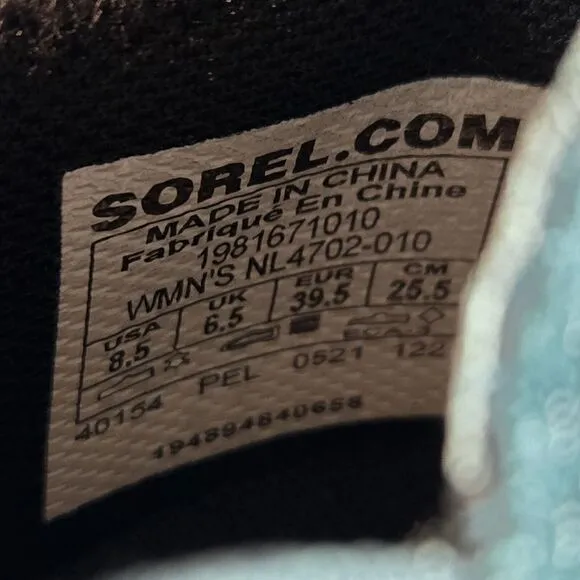 SOREL.COM
MADE IN CHINA
Fabriqué En Chine
1981671010
WMN'S NL4702-010
USA UK EUR CM
8.5 6.5 39.5 25.5
40154 PEL 0521 122
194894640658